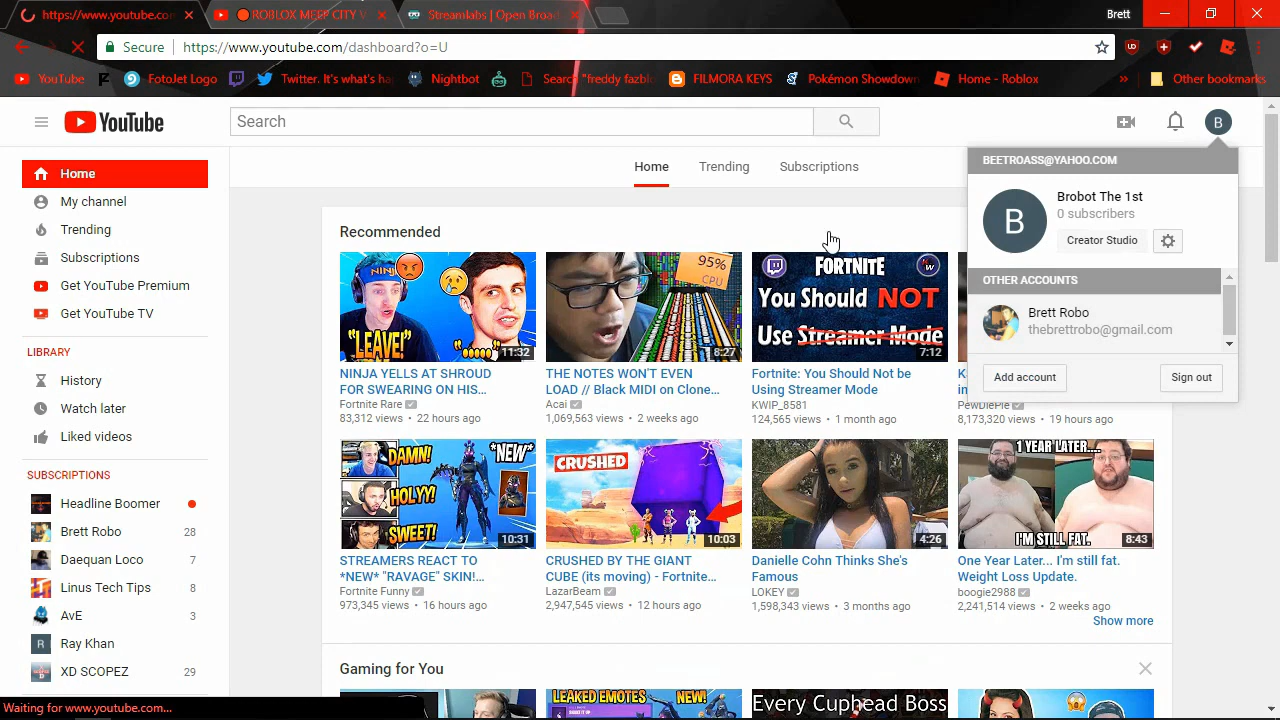 https://www.youtube.co
ROBLOX MEEP CITY
Streamlabs | Open Broad
Brett
Secure
https://www.youtube.com/dashboard?o=U
YouTube
FotoJet Logo
Twitter. It's what's ha
Nightbot
Search "freddy fazb
FILMORA KEYS
Pokémon Showdow
Home - Roblox
Other bookmarks
YouTube
Search
B
Home
Trending
Subscriptions
Home
My channel
Trending
Subscriptions
Get YouTube Premium
Get YouTube TV
LIBRARY
History
Watch later
Liked videos
SUBSCRIPTIONS
Headline Boomer
Brett Robo 28
Daequan Loco 7
Linus Tech Tips 8
AvE 3
R Ray Khan
XD SCOPEZ 29
BEETROASS@YAHOO.COM
B
Brobot The 1st
0 subscribers
Creator Studio
OTHER ACCOUNTS
Brett Robo
thebrettrobo@gmail.com
Add account
Sign out
Recommended
NINJ
"LEAVE!"
11:32
NINJA YELLS AT SHROUD
FOR SWEARING ON HIS...
Fortnite Rare
83,312 views • 22 hours ago
95%
CPU
8:27
THE NOTES WON'T EVEN
LOAD // Black MIDI on Clone...
Acai
1,069,563 views • 2 weeks ago
FORTNITE
You Should NOT
Use Streamer Mode
7:12
Fortnite: You Should Not be
Using Streamer Mode
KWIP_8581
124,565 views • 1 month ago
K
in
PewDiePie
8,173,320 views • 19 hours ago
DAMN!
HOLYY!
SWEET!
*NEW*
10:31
STREAMERS REACT TO
*NEW* "RAVAGE" SKIN!...
Fortnite Funny
973,345 views • 16 hours ago
CRUSHED
10:03
CRUSHED BY THE GIANT
CUBE (its moving) - Fortnite...
LazarBeam
2,947,545 views • 12 hours ago
4:26
Danielle Cohn Thinks She's
Famous
LOKEY
1,598,343 views • 3 months ago
1 YEAR LATER....
I'M STILL FAT.
8:43
One Year Later... I'm still fat.
Weight Loss Update.
boogie2988
2,241,514 views • 2 weeks ago
Show more
Gaming for You
LEAKED EMOTES
NEW!
Every Cuphead Boss
Waiting for www.youtube.com...